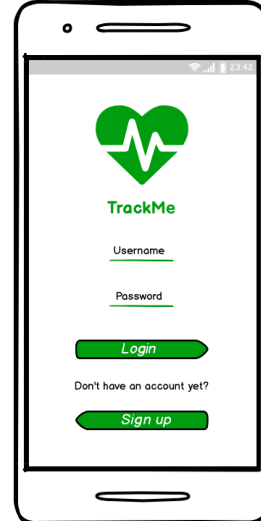 23:42
TrackMe
Username
Password
Login
Don't have an account yet?
Sign up